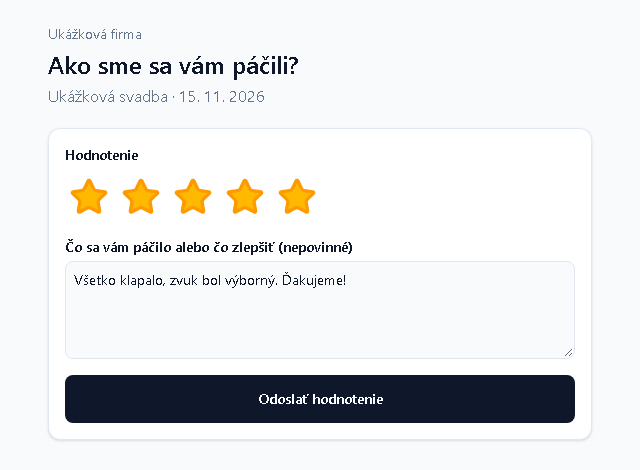 Ukážková firma
Ako sme sa vám páčili?
Ukážková svadba · 15. 11. 2026
Hodnotenie
Čo sa vám páčilo alebo čo zlepšiť (nepovinné)
Všetko klapalo, zvuk bol výborný. Ďakujeme!
Odoslať hodnotenie